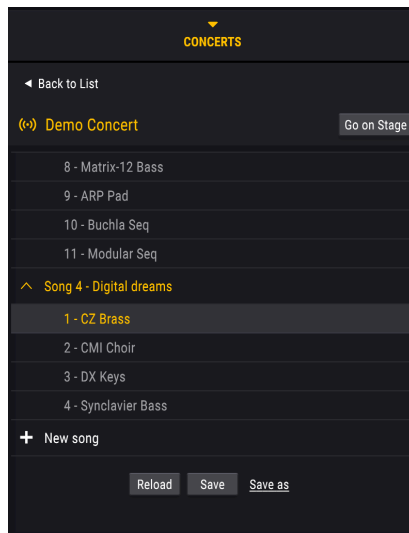 CONCERTS
Back to List
Demo Concert Go on Stage
8 - Matrix-12 Bass
9 - ARP Pad
10 - Buchla Seq
11 - Modular Seq
Song 4 - Digital dreams
1 - CZ Brass
2 - CMI Choir
3 - DX Keys
4 - Synclavier Bass
New song
Reload Save Save as